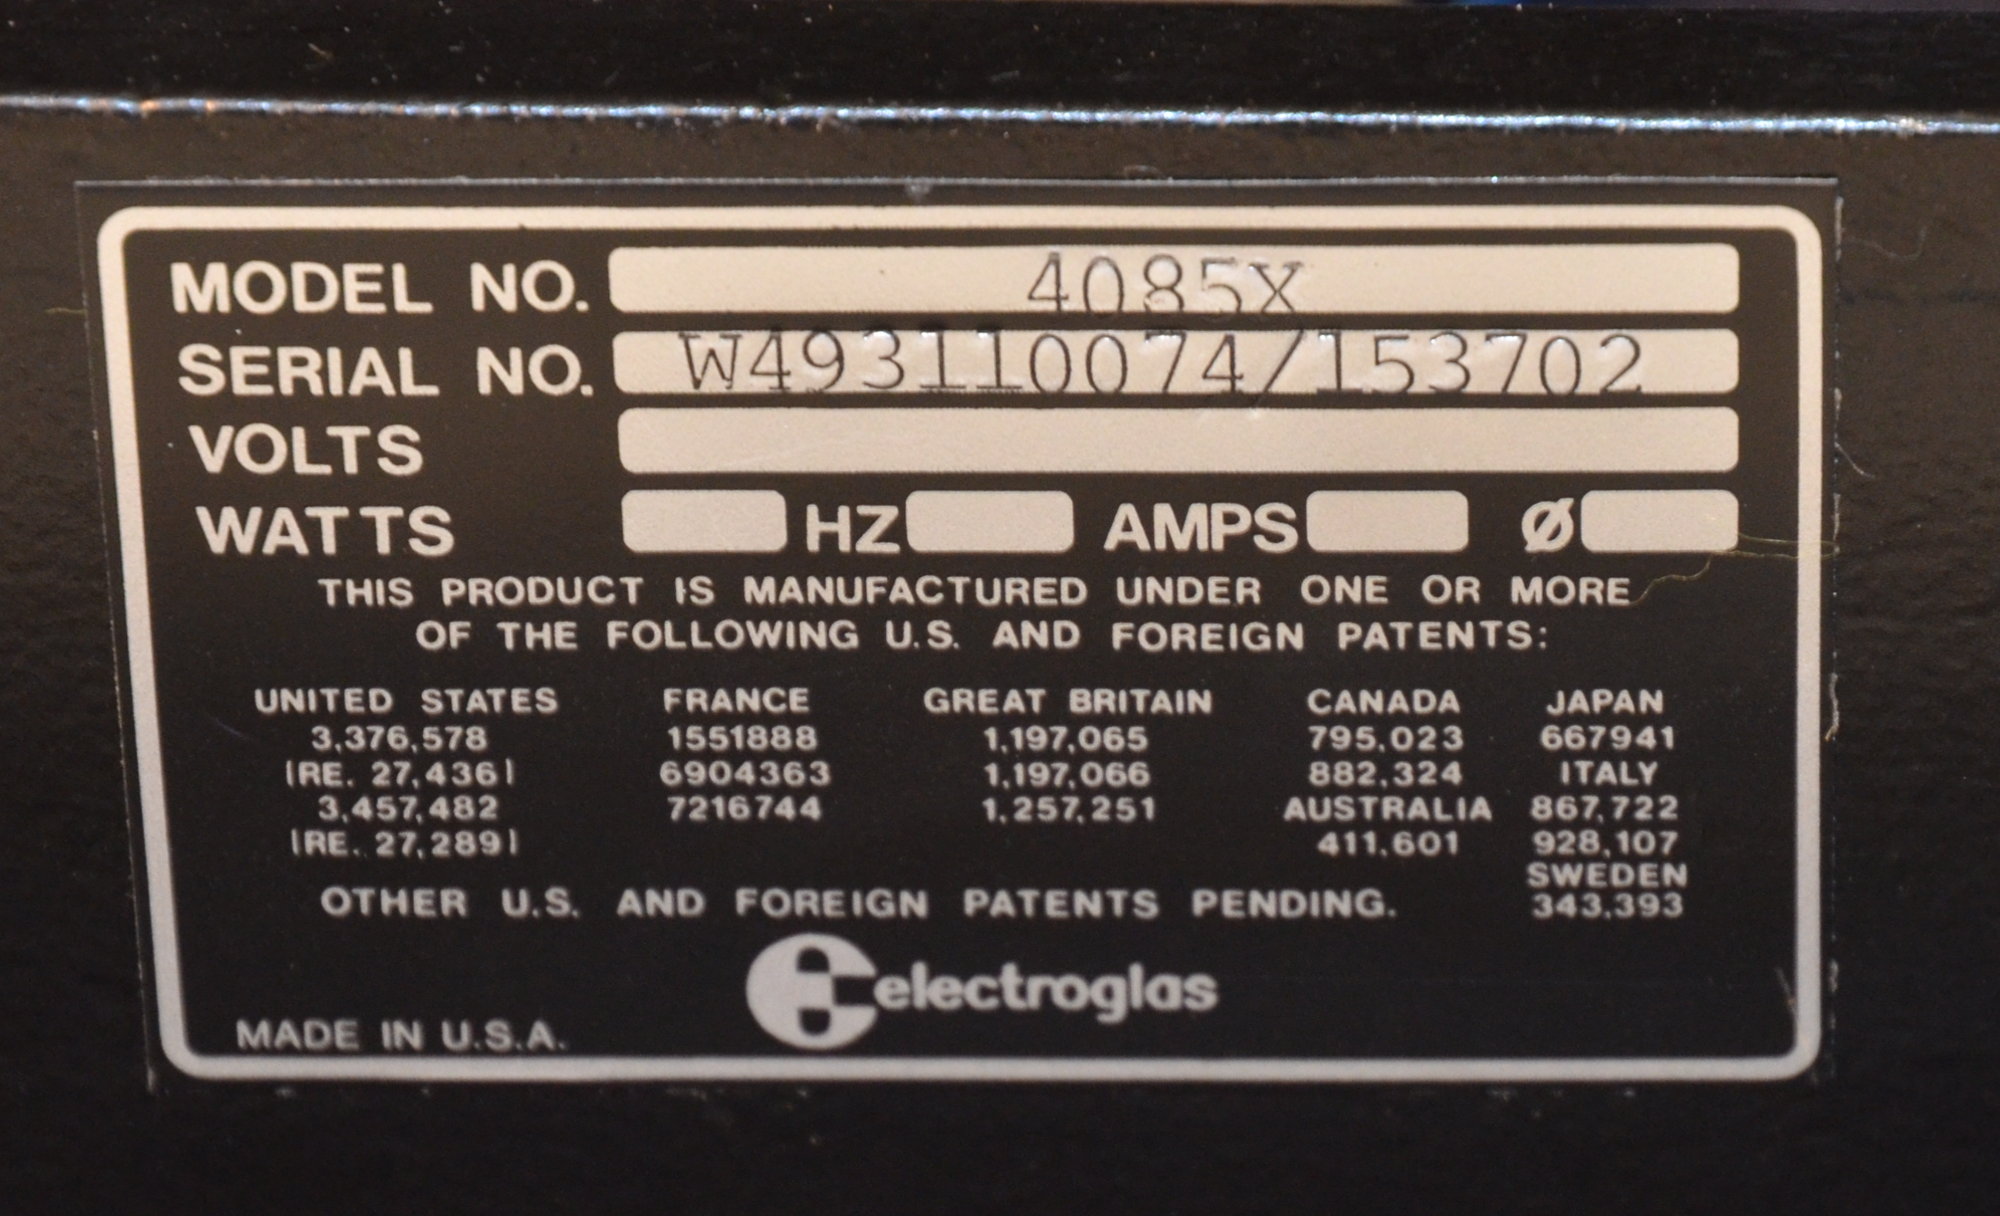 MODEL NO. 4085X
SERIAL NO. W493110074/153702
VOLTS
WATTS HZ AMPS Ø
THIS PRODUCT IS MANUFACTURED UNDER ONE OR MORE
OF THE FOLLOWING U.S. AND FOREIGN PATENTS:
UNITED STATES FRANCE GREAT BRITAIN CANADA JAPAN
3,376,578 1551888 1,197,065 795,023 667941
(RE. 27,436) 6904363 1,197,066 882,324 ITALY
3,457,482 7216744 1,257,251 AUSTRALIA 867,722
(RE. 27,289) 411,601 928,107
SWEDEN
OTHER U.S. AND FOREIGN PATENTS PENDING. 343,393
electroglas
MADE IN U.S.A.